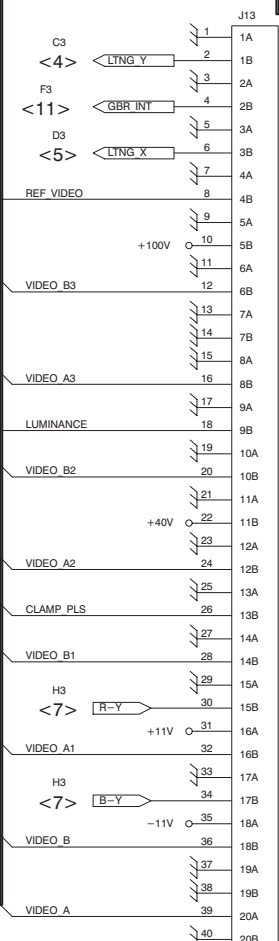 J13
1 1A
C3
<4> LTNG_Y 2 1B
3 2A
F3
<11> GBR_INT 4 2B
5 3A
D3
<5> LTNG_X 6 3B
7 4A
REF_VIDEO 8 4B
9 5A
+100V 10 5B
11 6A
VIDEO_B3 12 6B
13 7A
14 7B
15 8A
VIDEO_A3 16 8B
17 9A
LUMINANCE 18 9B
19 10A
VIDEO_B2 20 10B
21 11A
+40V 22 11B
23 12A
VIDEO_A2 24 12B
25 13A
CLAMP_PLS 26 13B
27 14A
VIDEO_B1 28 14B
29 15A
H3
<7> R−Y 30 15B
+11V 31 16A
VIDEO_A1 32 16B
33 17A
H3
<7> B−Y 34 17B
−11V 35 18A
VIDEO_B 36 18B
37 19A
38 19B
VIDEO_A 39 20A
40 20B